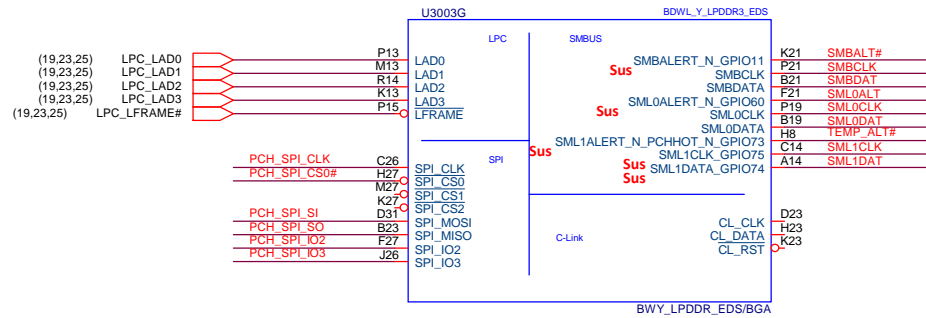 U3003G BDWL_Y_LPDDR3_EDS
LPC SMBUS
(19,23,25) LPC_LAD0 P13 LAD0
(19,23,25) LPC_LAD1 M13 LAD1
(19,23,25) LPC_LAD2 R14 LAD2
(19,23,25) LPC_LAD3 K13 LAD3
(19,23,25) LPC_LFRAME# P15 LFRAME
Sus SMBALERT_N_GPIO11 K21 SMBALT#
SMBCLK P21 SMBCLK
SMBDATA B21 SMBDAT
Sus SML0ALERT_N_GPIO60 F21 SML0ALT
SML0CLK P19 SML0CLK
SML0DATA B19 SML0DAT
Sus SML1ALERT_N_PCHHOT_N_GPIO73 H8 TEMP_ALT#
Sus SML1CLK_GPIO75 C14 SML1CLK
Sus SML1DATA_GPIO74 A14 SML1DAT
SPI
PCH_SPI_CLK C26 SPI_CLK
PCH_SPI_CS0# H27 SPI_CS0
M27 SPI_CS1
K27 SPI_CS2
PCH_SPI_SI D31 SPI_MOSI
PCH_SPI_SO B23 SPI_MISO
PCH_SPI_IO2 F27 SPI_IO2
PCH_SPI_IO3 J26 SPI_IO3
C-Link
CL_CLK D23
CL_DATA H23
CL_RST K23
BWY_LPDDR_EDS/BGA